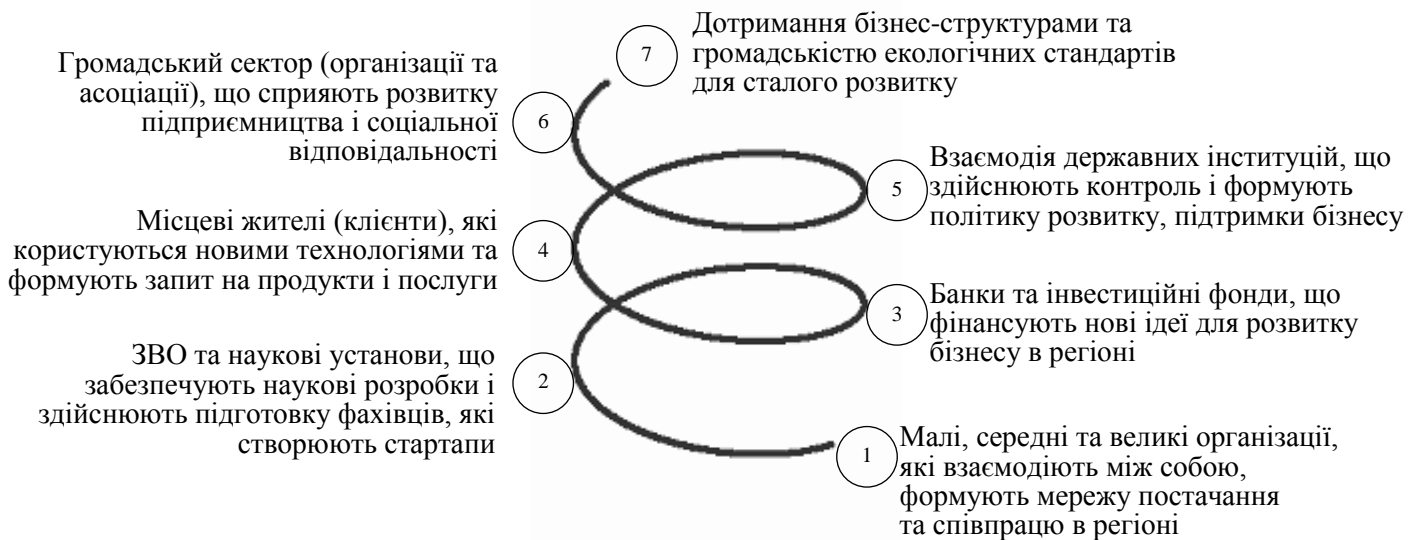 7
Дотримання бізнес-структурами та
громадськістю екологічних стандартів
для сталого розвитку
Громадський сектор (організації та
асоціації), що сприяють розвитку
підприємництва і соціальної
відповідальності
6
5
Взаємодія державних інституцій, що
здійснюють контроль і формують
політику розвитку, підтримки бізнесу
Місцеві жителі (клієнти), які
користуються новими технологіями та
формують запит на продукти і послуги
4
3
Банки та інвестиційні фонди, що
фінансують нові ідеї для розвитку
бізнесу в регіоні
ЗВО та наукові установи, що
забезпечують наукові розробки і
здійснюють підготовку фахівців, які
створюють стартапи
2
1
Малі, середні та великі організації,
які взаємодіють між собою,
формують мережу постачання
та співпрацю в регіоні